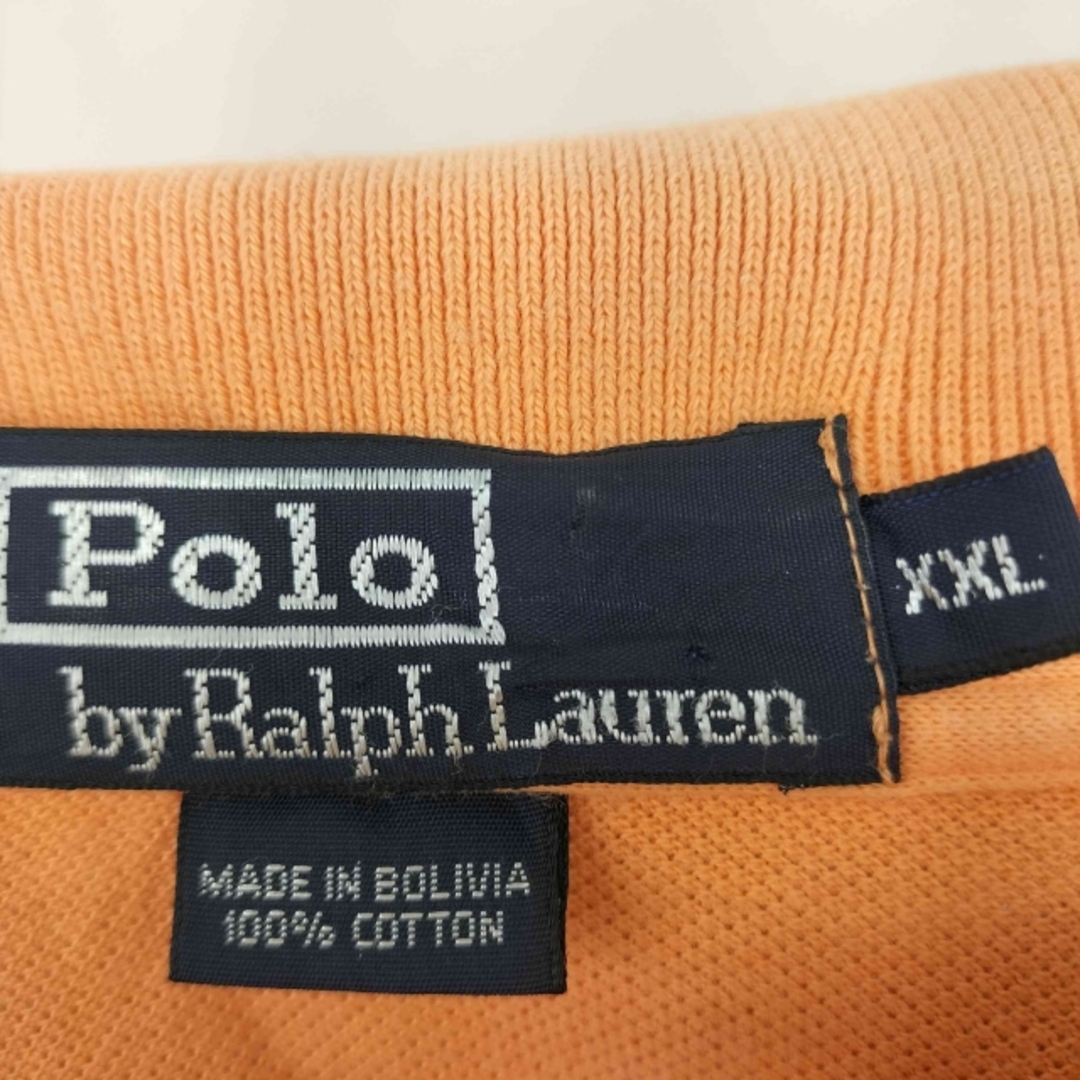 Polo
by Ralph Lauren
XXL
MADE IN BOLIVIA
100% COTTON